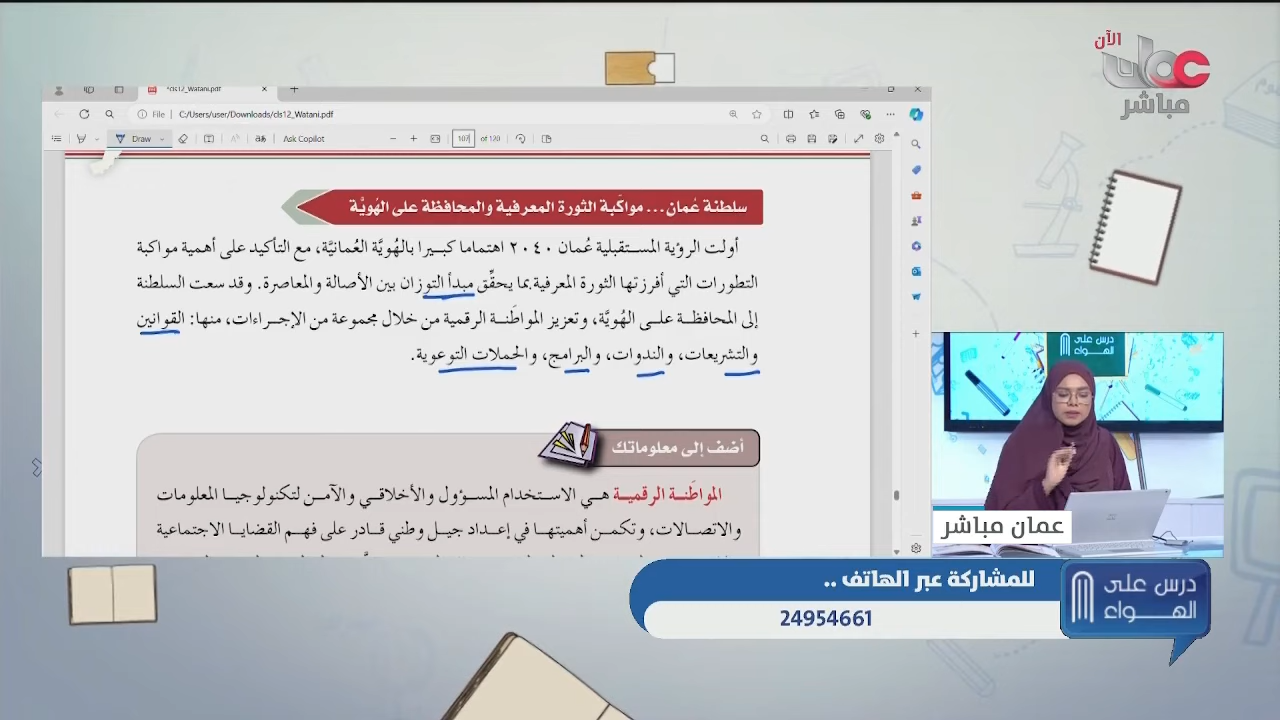 الآن
عمان
مباشر
*cls12_Watani.pdf
File
C:/Users/user/Downloads/cls12_Watani.pdf
Draw
Ask Copilot
107 of 120
سلطنة عُمان... مواكَبة الثورة المعرفية والمحافظة على الهُويَّة
أولت الرؤية المستقبلية عُمان ٢٠٤٠ اهتماما كبيرا بالهُويَّة العُمانيَّة، مع التأكيد على أهمية مواكبة
التطورات التي أفرزتها الثورة المعرفية بما يحقِّق مبدأ التوزان بين الأصالة والمعاصرة. وقد سعت السلطنة
إلى المحافظة على الهُويَّة، وتعزيز المواطَنة الرقمية من خلال مجموعة من الإجراءات، منها: القوانين
والتشريعات، والندوات، والبرامج، والحملات التوعوية.
أضف إلى معلوماتك
المواطَنة الرقمية هي الاستخدام المسؤول والأخلاقي والآمن لتكنولوجيا المعلومات
والاتصالات، وتكمن أهميتها في إعداد جيل وطني قادر على فهم القضايا الاجتماعية
درس على
الهواء
عمان مباشر
للمشاركة عبر الهاتف ..
24954661
درس على
الهواء